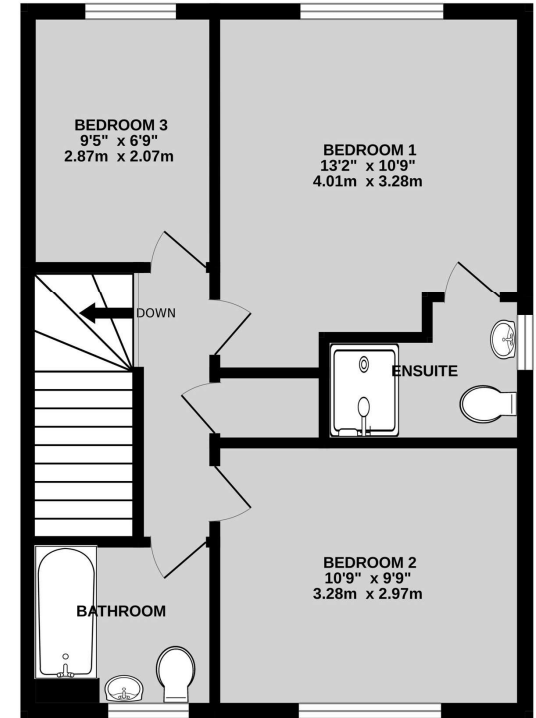 BEDROOM 3
9'5" x 6'9"
2.87m x 2.07m
BEDROOM 1
13'2" x 10'9"
4.01m x 3.28m
DOWN
ENSUITE
BEDROOM 2
10'9" x 9'9"
3.28m x 2.97m
BATHROOM